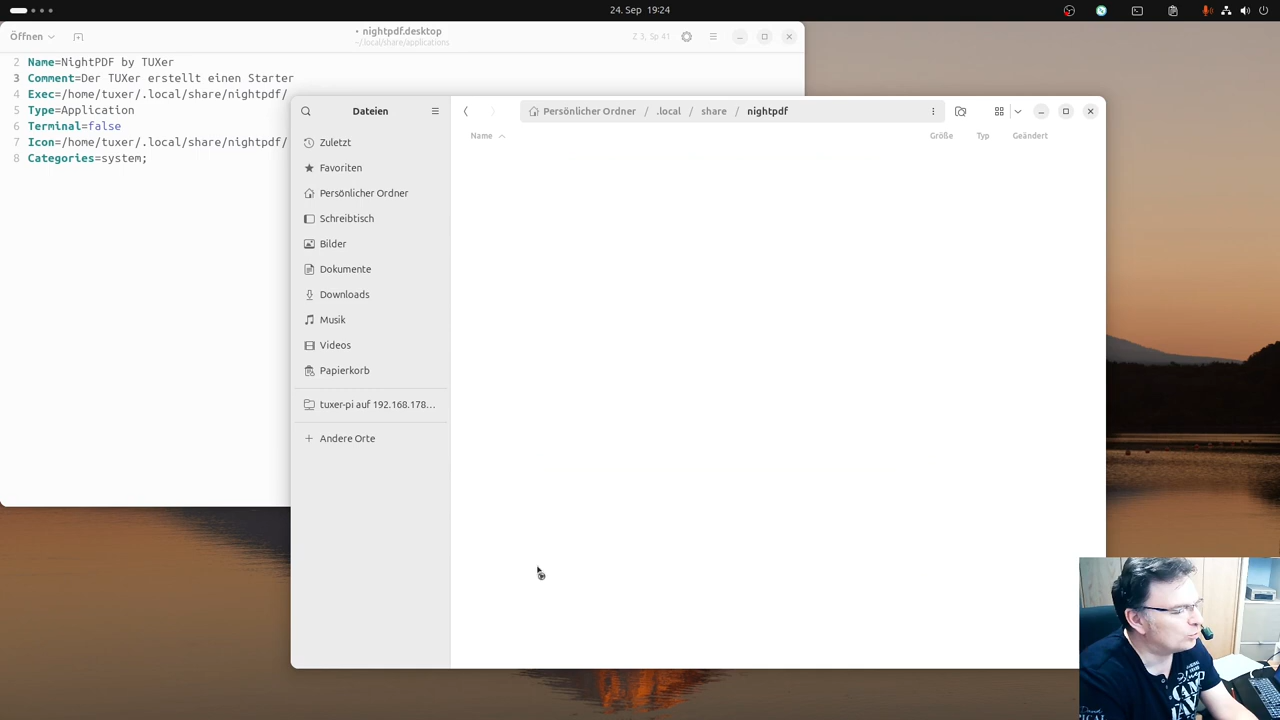 24. Sep 19:24
Öffnen
• nightpdf.desktop
~/.local/share/applications
Z 3, Sp 41
2 Name=NightPDF by TUXer
3 Comment=Der TUXer erstellt einen Starter
4 Exec=/home/tuxer/.local/share/nightpdf/
5 Type=Application
6 Terminal=false
7 Icon=/home/tuxer/.local/share/nightpdf/
8 Categories=system;
Dateien
Persönlicher Ordner / .local / share / nightpdf
Name Größe Typ Geändert
Zuletzt
Favoriten
Persönlicher Ordner
Schreibtisch
Bilder
Dokumente
Downloads
Musik
Videos
Papierkorb
tuxer-pi auf 192.168.178…
Andere Orte